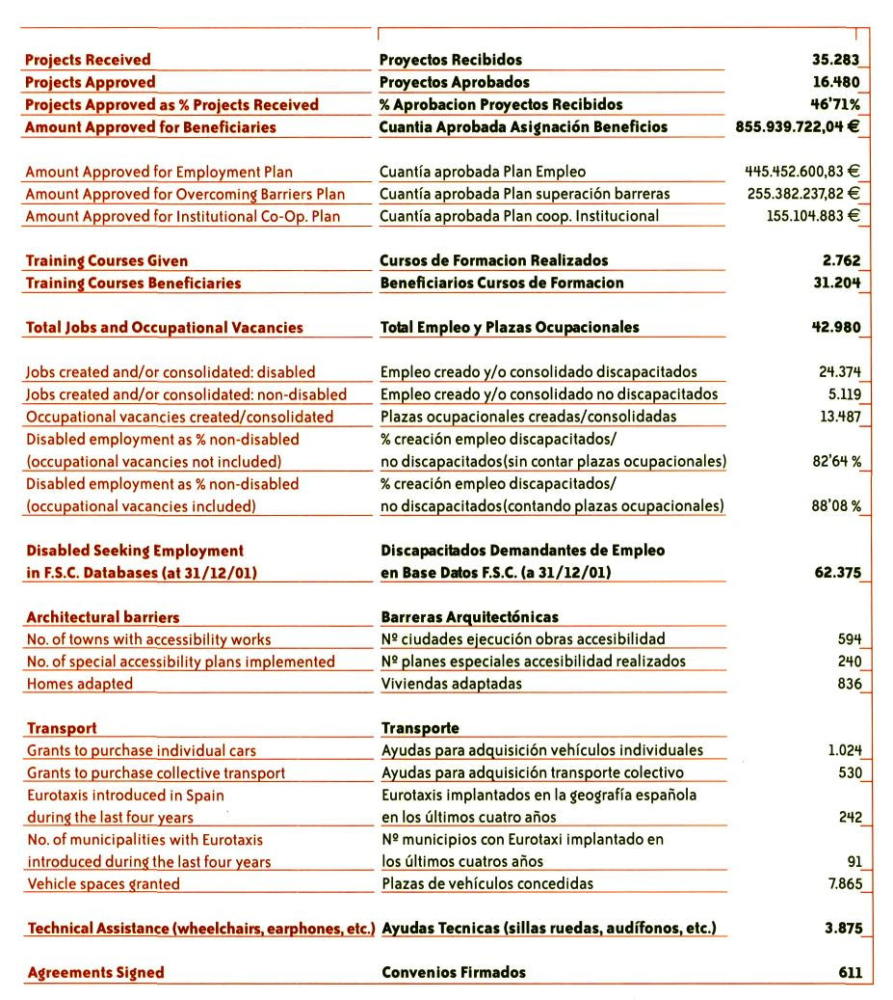 Projects Received Proyectos Recibidos 35.283
Projects Approved Proyectos Aprobados 16.480
Projects Approved as % Projects Received % Aprobacion Proyectos Recibidos 46'71%
Amount Approved for Beneficiaries Cuantia Aprobada Asignación Beneficios 855.939.722,04 €
Amount Approved for Employment Plan Cuantía aprobada Plan Empleo 445.452.600,83 €
Amount Approved for Overcoming Barriers Plan Cuantía aprobada Plan superación barreras 255.382.237,82 €
Amount Approved for Institutional Co-Op. Plan Cuantía aprobada Plan coop. Institucional 155.104.883 €
Training Courses Given Cursos de Formacion Realizados 2.762
Training Courses Beneficiaries Beneficiarios Cursos de Formacion 31.204
Total Jobs and Occupational Vacancies Total Empleo y Plazas Ocupacionales 42.980
Jobs created and/or consolidated: disabled Empleo creado y/o consolidado discapacitados 24.374
Jobs created and/or consolidated: non-disabled Empleo creado y/o consolidado no discapacitados 5.119
Occupational vacancies created/consolidated Plazas ocupacionales creadas/consolidadas 13.487
Disabled employment as % non-disabled % creación empleo discapacitados/
(occupational vacancies not included) no discapacitados(sin contar plazas ocupacionales) 82'64 %
Disabled employment as % non-disabled % creación empleo discapacitados/
(occupational vacancies included) no discapacitados(contando plazas ocupacionales) 88'08 %
Disabled Seeking Employment Discapacitados Demandantes de Empleo
in F.S.C. Databases (at 31/12/01) en Base Datos F.S.C. (a 31/12/01) 62.375
Architectural barriers Barreras Arquitectónicas
No. of towns with accessibility works Nº ciudades ejecución obras accesibilidad 594
No. of special accessibility plans implemented Nº planes especiales accesibilidad realizados 240
Homes adapted Viviendas adaptadas 836
Transport Transporte
Grants to purchase individual cars Ayudas para adquisición vehículos individuales 1.024
Grants to purchase collective transport Ayudas para adquisición transporte colectivo 530
Eurotaxis introduced in Spain Eurotaxis implantados en la geografía española
during the last four years en los últimos cuatro años 242
No. of municipalities with Eurotaxis Nº municipios con Eurotaxi implantado en
introduced during the last four years los últimos cuatros años 91
Vehicle spaces granted Plazas de vehículos concedidas 7.865
Technical Assistance (wheelchairs, earphones, etc.) Ayudas Tecnicas (sillas ruedas, audífonos, etc.) 3.875
Agreements Signed Convenios Firmados 611